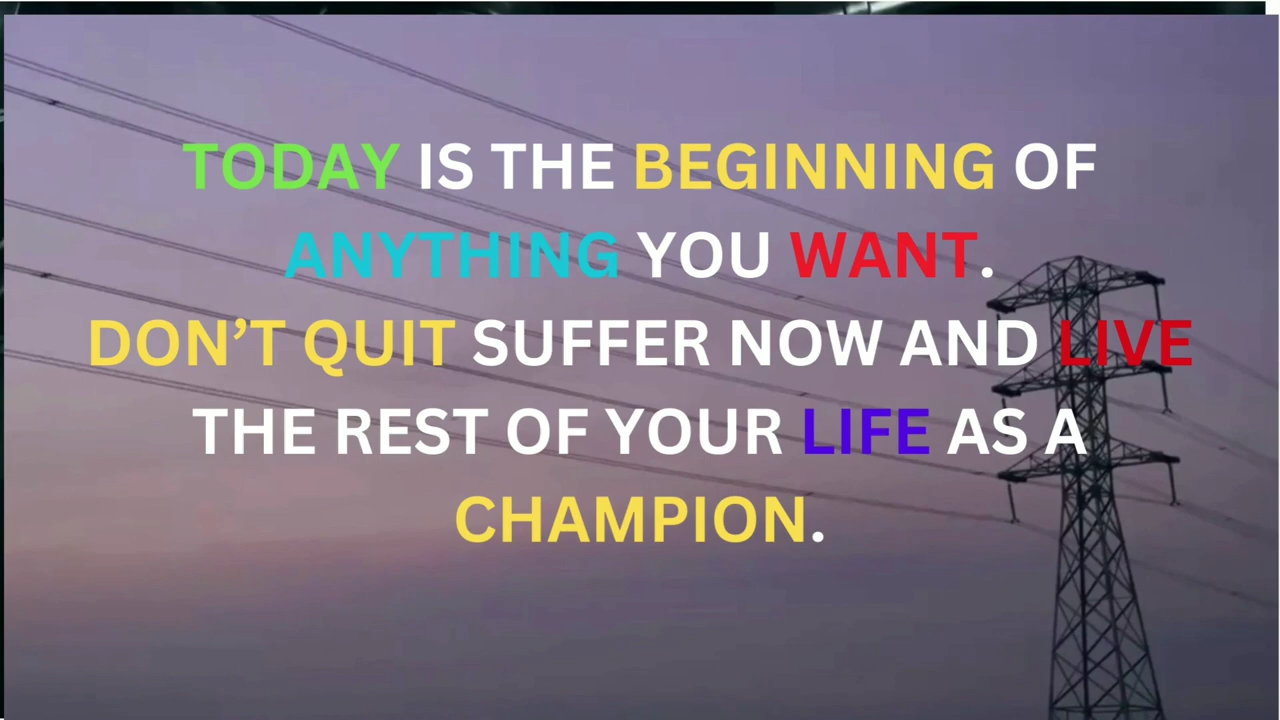 TODAY IS THE BEGINNING OF
ANYTHING YOU WANT.
DON’T QUIT SUFFER NOW AND LIVE
THE REST OF YOUR LIFE AS A
CHAMPION.